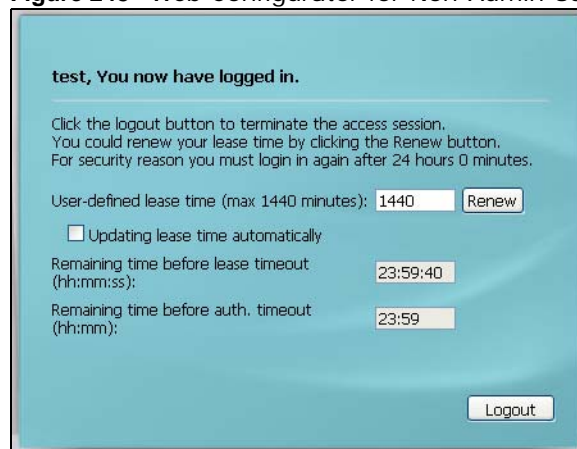 test, You now have logged in.
Click the logout button to terminate the access session.
You could renew your lease time by clicking the Renew button.
For security reason you must login in again after 24 hours 0 minutes.
User-defined lease time (max 1440 minutes): 1440 Renew
Updating lease time automatically
Remaining time before lease timeout
(hh:mm:ss): 23:59:40
Remaining time before auth. timeout
(hh:mm): 23:59
Logout